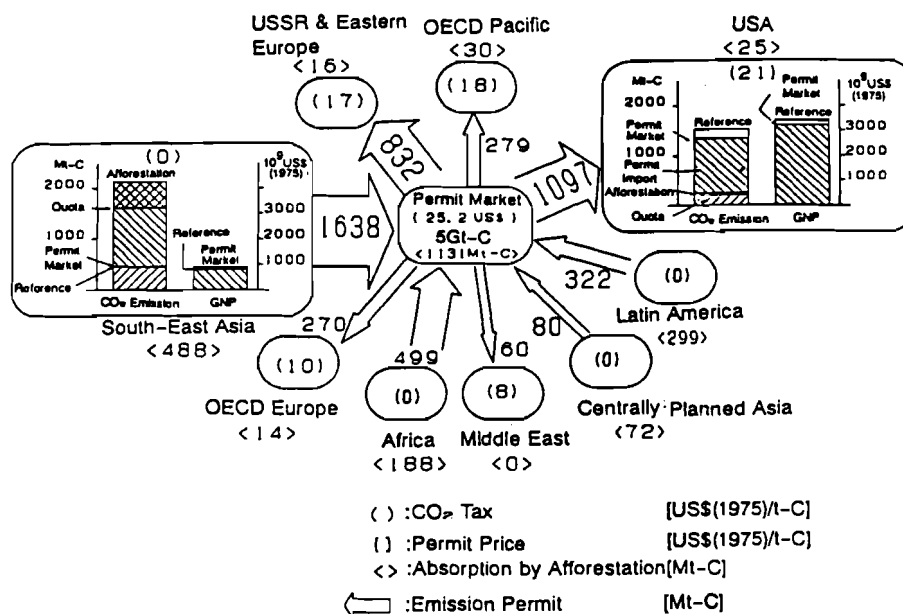 USSR & Eastern
Europe
<16>
(17)
OECD Pacific
<30>
(18)
USA
<25>
(21)
Mt-C
2000
1000
Permit
Market
Permit
Import
Afforestation
Quota
Reference
CO2 Emission
Permit
Market
Reference
GNP
10⁹US$
(1975)
3000
2000
1000
832
279
1097
(0)
Mt-C
2000
1000
Afforestation
Quota
Permit
Market
Reference
CO2 Emission
Reference
Permit
Market
GNP
10⁹US$
(1975)
3000
2000
1000
South-East Asia
<488>
1638
Permit Market
(25.2 US$)
5Gt-C
<1131Mt-C>
322
(0)
Latin America
<299>
270
(10)
OECD Europe
<14>
499
(0)
Africa
<188>
60
(8)
Middle East
<0>
80
(0)
Centrally Planned Asia
<72>
( ) :CO2 Tax [US$(1975)/t-C]
( ) :Permit Price [US$(1975)/t-C]
<> :Absorption by Afforestation [Mt-C]
:Emission Permit [Mt-C]